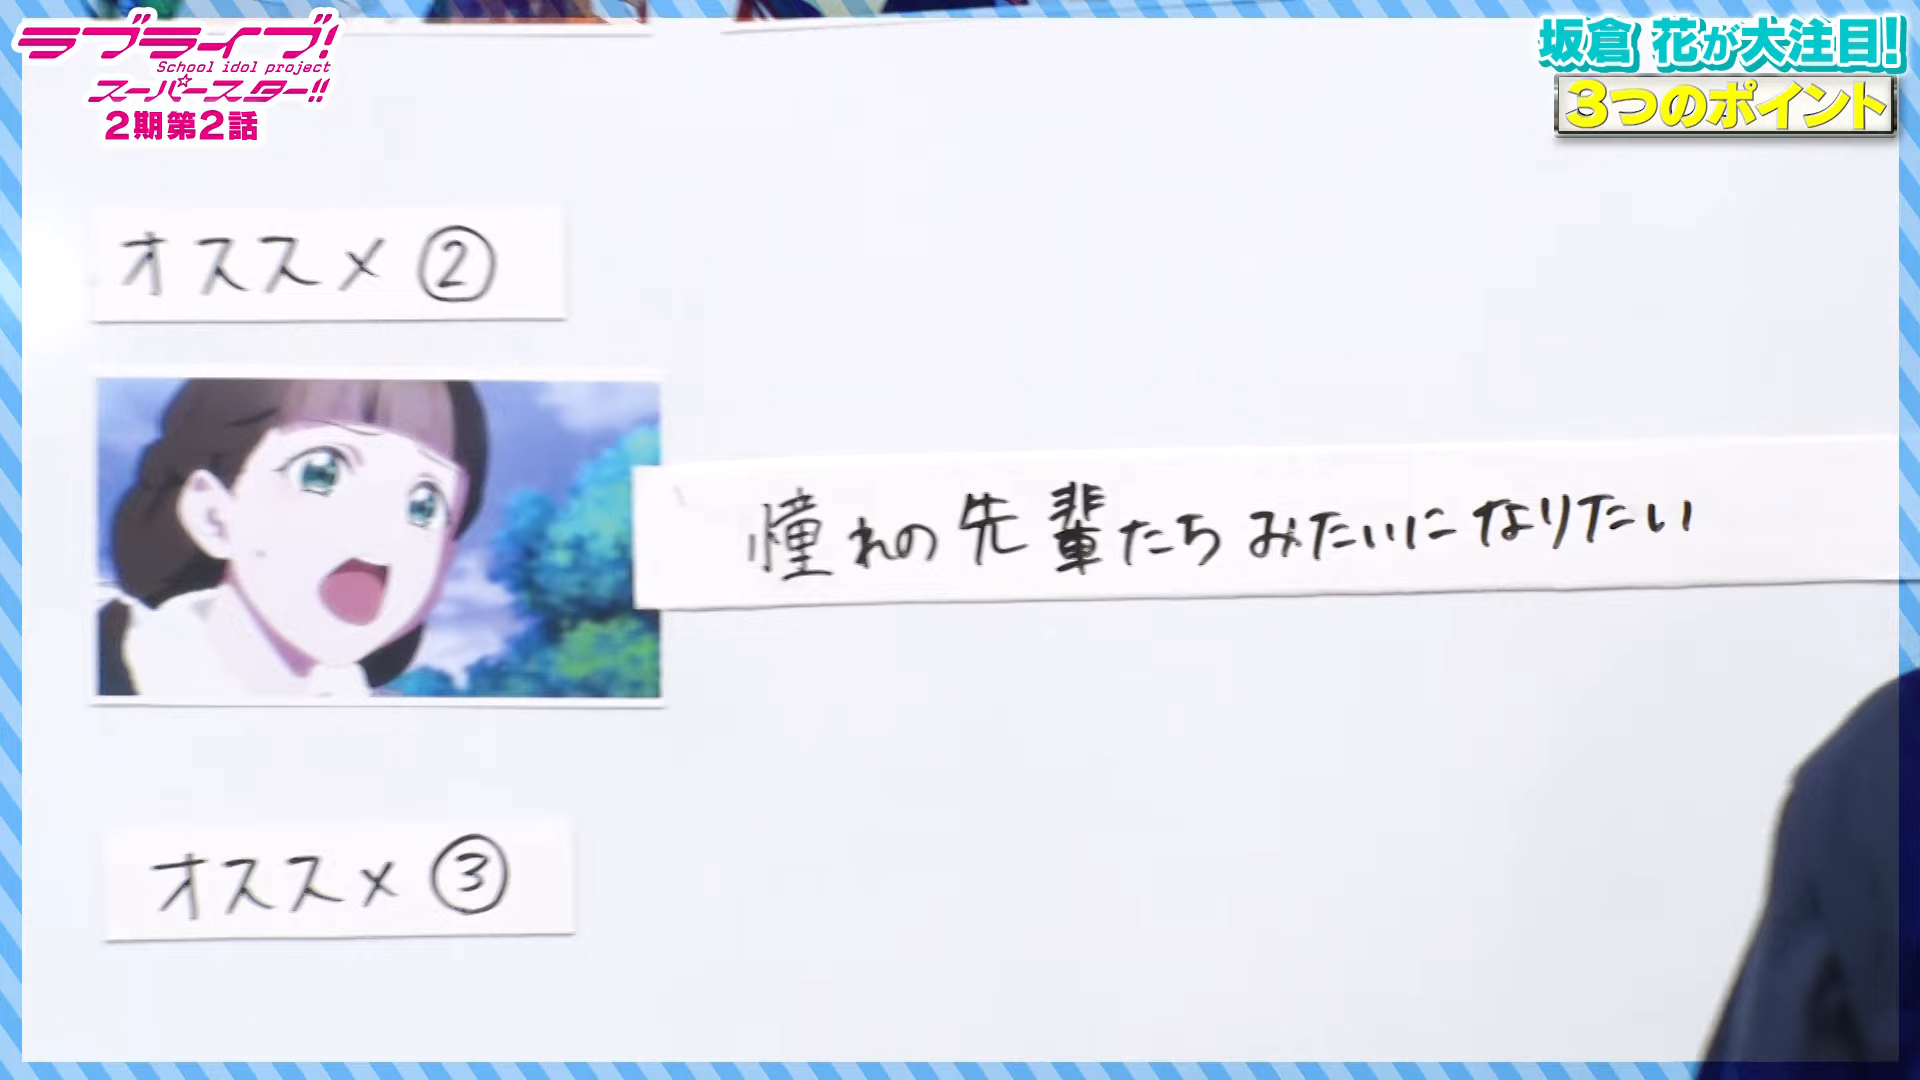 ラブライブ!
School idol project
スーパースター!!
2期第2話
坂倉 花が大注目!
3つのポイント
オススメ②
憧れの先輩たちみたいになりたい
オススメ③